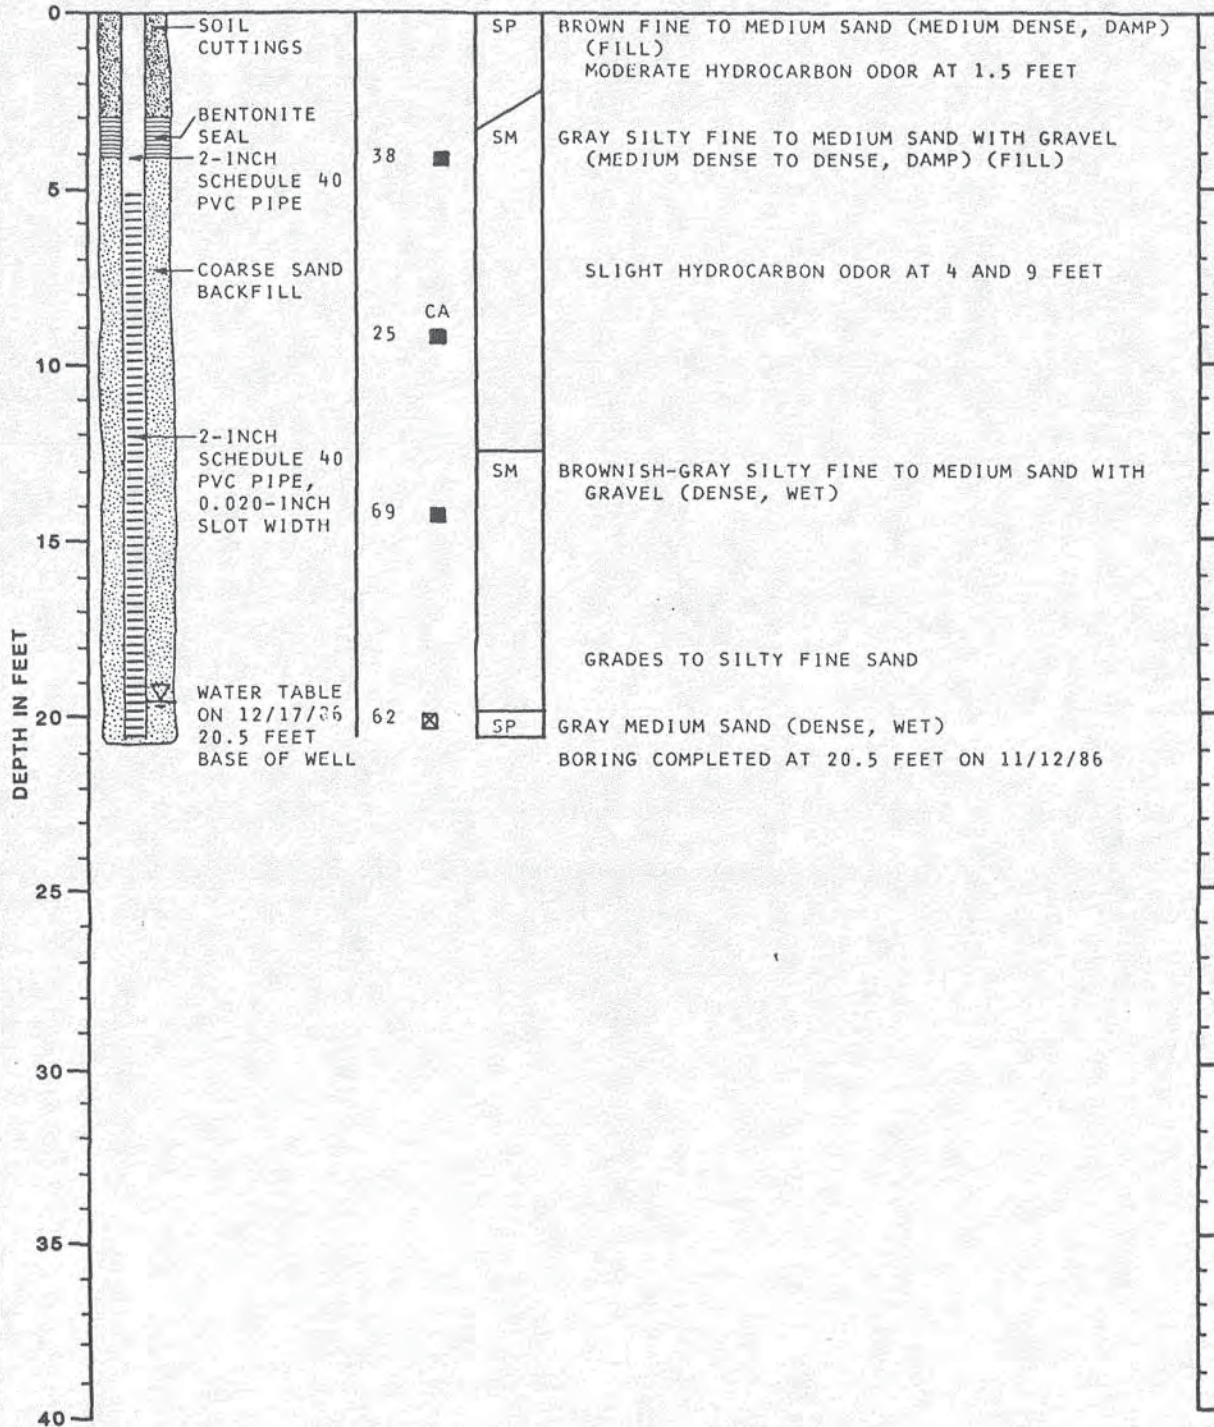 0
SOIL
CUTTINGS
BENTONITE
SEAL
2-INCH
SCHEDULE 40
PVC PIPE
5
COARSE SAND
BACKFILL
10
2-INCH
SCHEDULE 40
PVC PIPE,
0.020-INCH
SLOT WIDTH
15
WATER TABLE
ON 12/17/86
20
20.5 FEET
BASE OF WELL
25
30
35
40
DEPTH IN FEET
38
CA
25
69
62
SP
BROWN FINE TO MEDIUM SAND (MEDIUM DENSE, DAMP)
(FILL)
MODERATE HYDROCARBON ODOR AT 1.5 FEET
SM
GRAY SILTY FINE TO MEDIUM SAND WITH GRAVEL
(MEDIUM DENSE TO DENSE, DAMP) (FILL)
SLIGHT HYDROCARBON ODOR AT 4 AND 9 FEET
SM
BROWNISH-GRAY SILTY FINE TO MEDIUM SAND WITH
GRAVEL (DENSE, WET)
GRADES TO SILTY FINE SAND
SP
GRAY MEDIUM SAND (DENSE, WET)
BORING COMPLETED AT 20.5 FEET ON 11/12/86